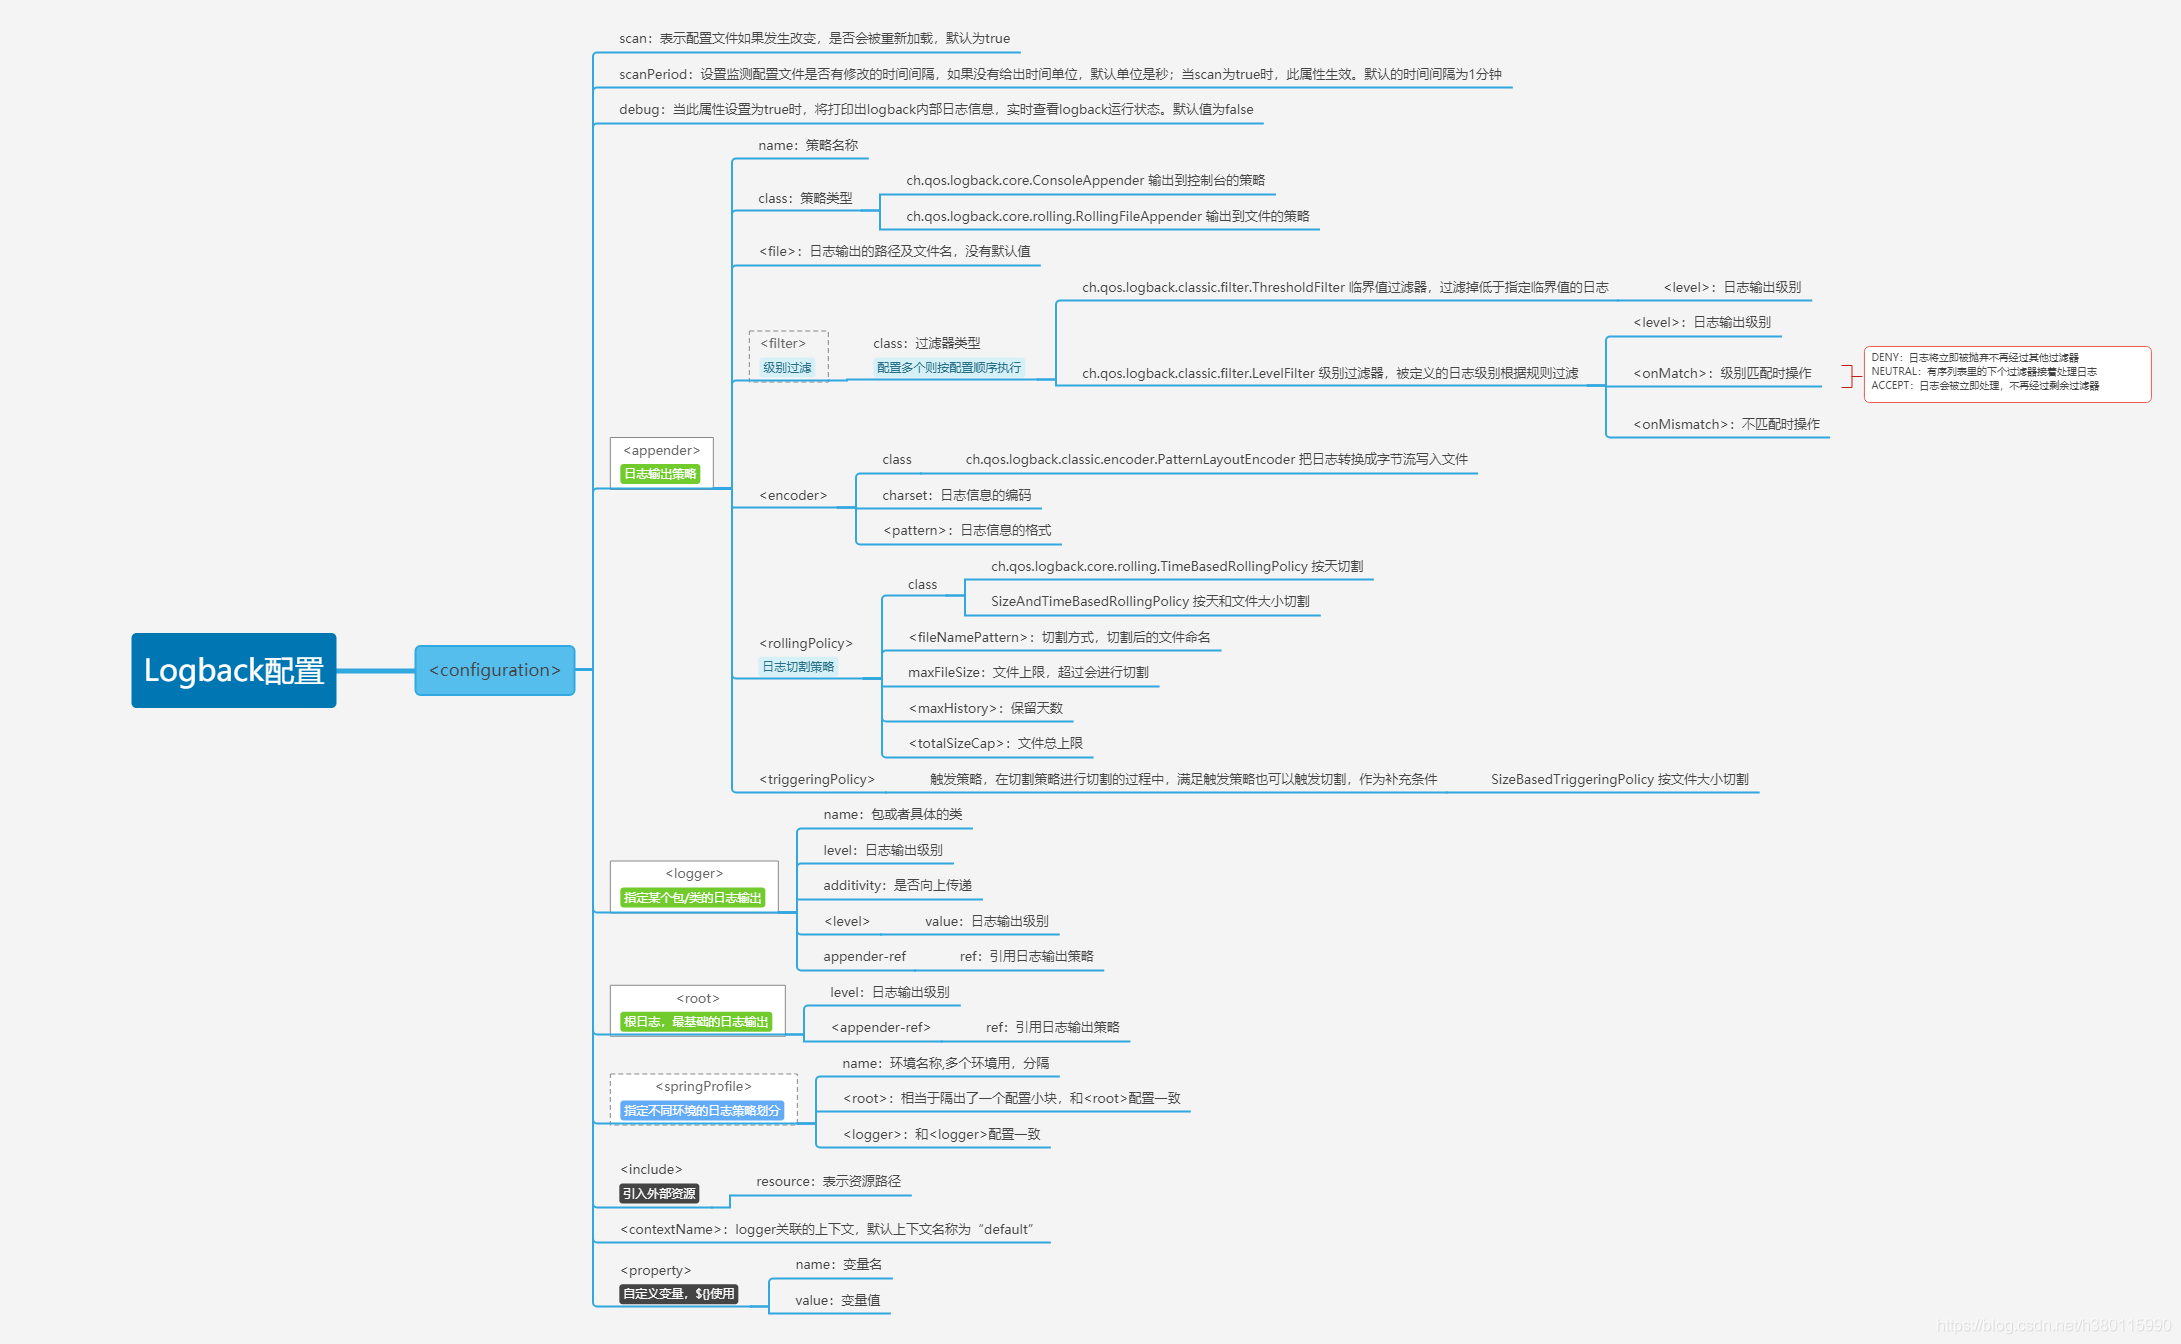 scan：表示配置文件如果发生改变，是否会被重新加载，默认为true
scanPeriod：设置监测配置文件是否有修改的时间间隔，如果没有给出时间单位，默认单位是秒；当scan为true时，此属性生效。默认的时间间隔为1分钟
debug：当此属性设置为true时，将打印出logback内部日志信息，实时查看logback运行状态。默认值为false
name：策略名称
class：策略类型
ch.qos.logback.core.ConsoleAppender 输出到控制台的策略
ch.qos.logback.core.rolling.RollingFileAppender 输出到文件的策略
<file>：日志输出的路径及文件名，没有默认值
<filter>
级别过滤
class：过滤器类型
配置多个则按配置顺序执行
ch.qos.logback.classic.filter.ThresholdFilter 临界值过滤器，过滤掉低于指定临界值的日志
<level>：日志输出级别
ch.qos.logback.classic.filter.LevelFilter 级别过滤器，被定义的日志级别根据规则过滤
<level>：日志输出级别
<onMatch>：级别匹配时操作
<onMismatch>：不匹配时操作
DENY：日志将立即被抛弃不再经过其他过滤器
NEUTRAL：有序列表里的下个过滤器接着处理日志
ACCEPT：日志会被立即处理，不再经过剩余过滤器
<appender>
日志输出策略
<encoder>
class
ch.qos.logback.classic.encoder.PatternLayoutEncoder 把日志转换成字节流写入文件
charset：日志信息的编码
<pattern>：日志信息的格式
<rollingPolicy>
日志切割策略
class
ch.qos.logback.core.rolling.TimeBasedRollingPolicy 按天切割
SizeAndTimeBasedRollingPolicy 按天和文件大小切割
<fileNamePattern>：切割方式，切割后的文件命名
maxFileSize：文件上限，超过会进行切割
<maxHistory>：保留天数
<totalSizeCap>：文件总上限
<triggeringPolicy>
触发策略，在切割策略进行切割的过程中，满足触发策略也可以触发切割，作为补充条件
SizeBasedTriggeringPolicy 按文件大小切割
Logback配置
<configuration>
<logger>
指定某个包/类的日志输出
name：包或者具体的类
level：日志输出级别
additivity：是否向上传递
<level>
value：日志输出级别
appender-ref
ref：引用日志输出策略
<root>
根日志，最基础的日志输出
level：日志输出级别
<appender-ref>
ref：引用日志输出策略
<springProfile>
指定不同环境的日志策略划分
name：环境名称,多个环境用，分隔
<root>：相当于隔出了一个配置小块，和<root>配置一致
<logger>：和<logger>配置一致
<include>
引入外部资源
resource：表示资源路径
<contextName>：logger关联的上下文，默认上下文名称为“default”
<property>
自定义变量，${}使用
name：变量名
value：变量值
https://blog.csdn.net/h380115990